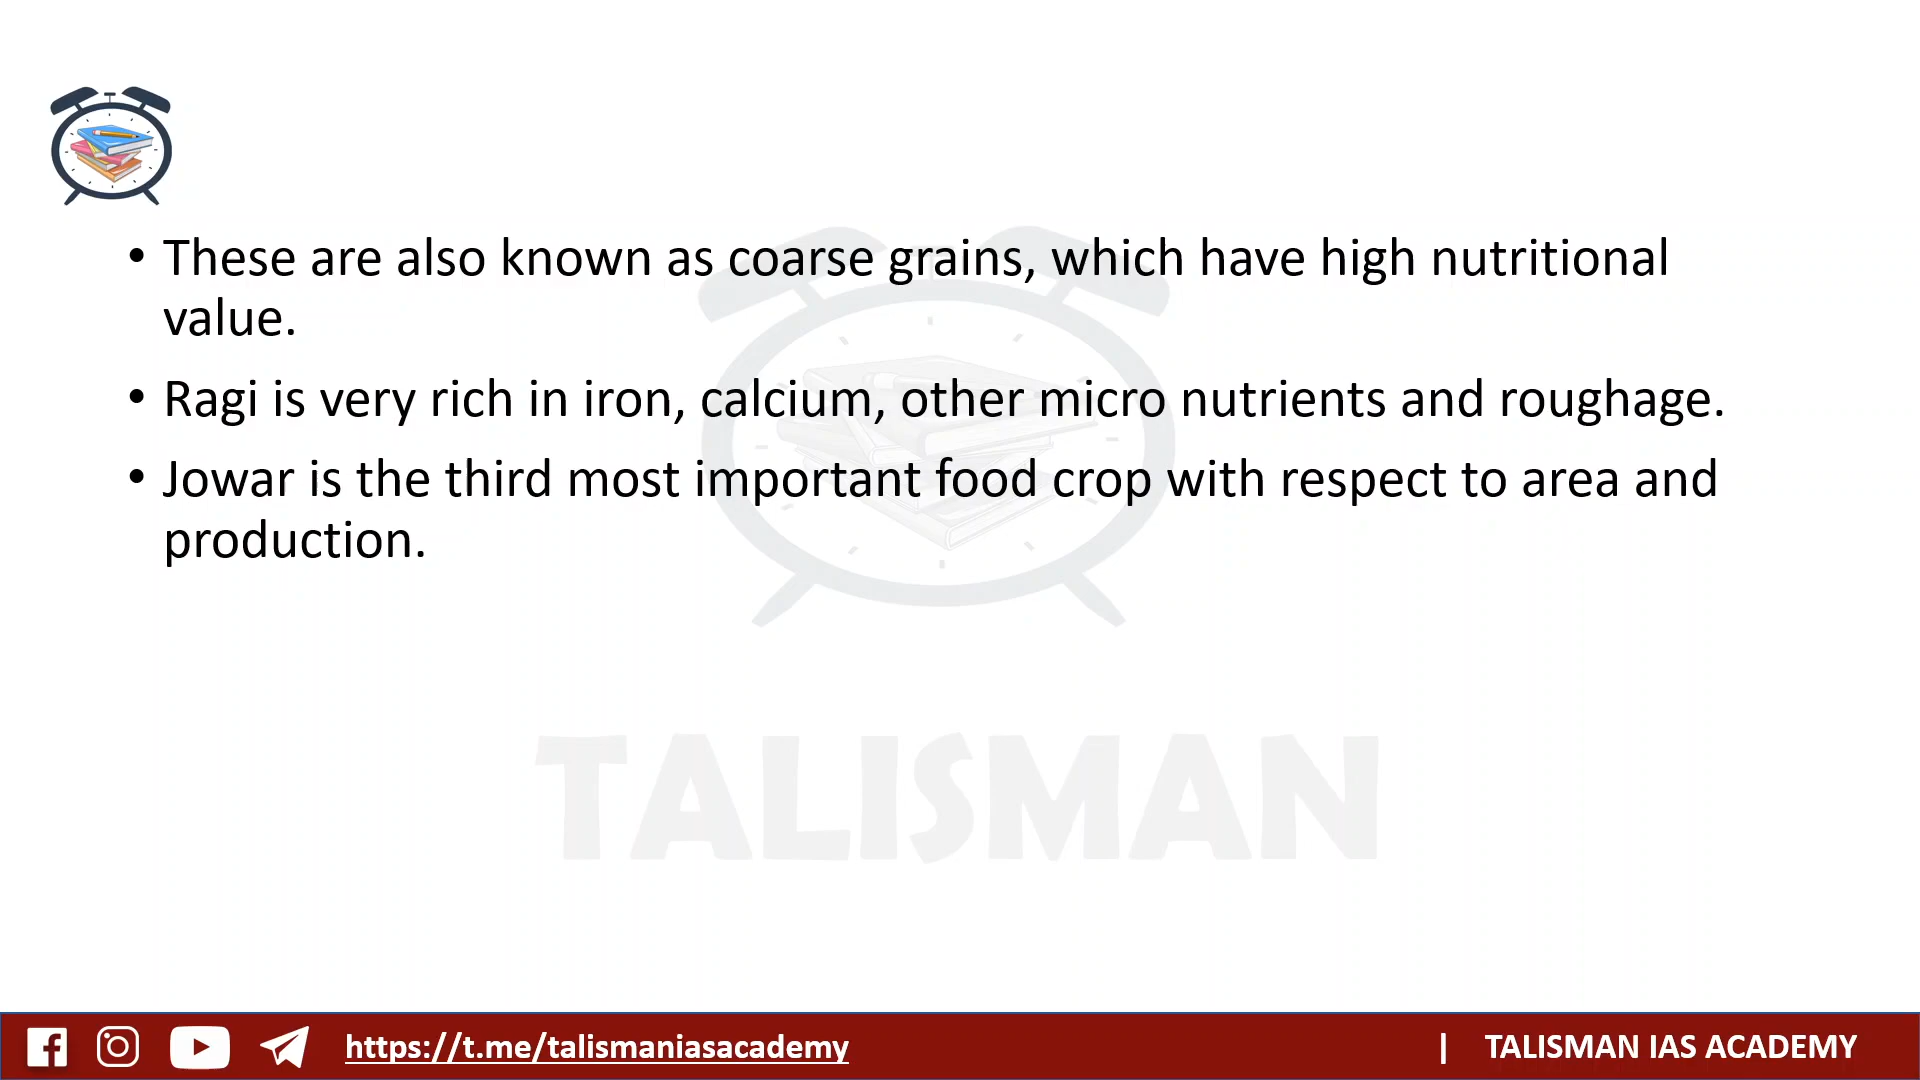 • These are also known as coarse grains, which have high nutritional
value.
• Ragi is very rich in iron, calcium, other micro nutrients and roughage.
• Jowar is the third most important food crop with respect to area and
production.
TALISMAN
https://t.me/talismaniasacademy | TALISMAN IAS ACADEMY